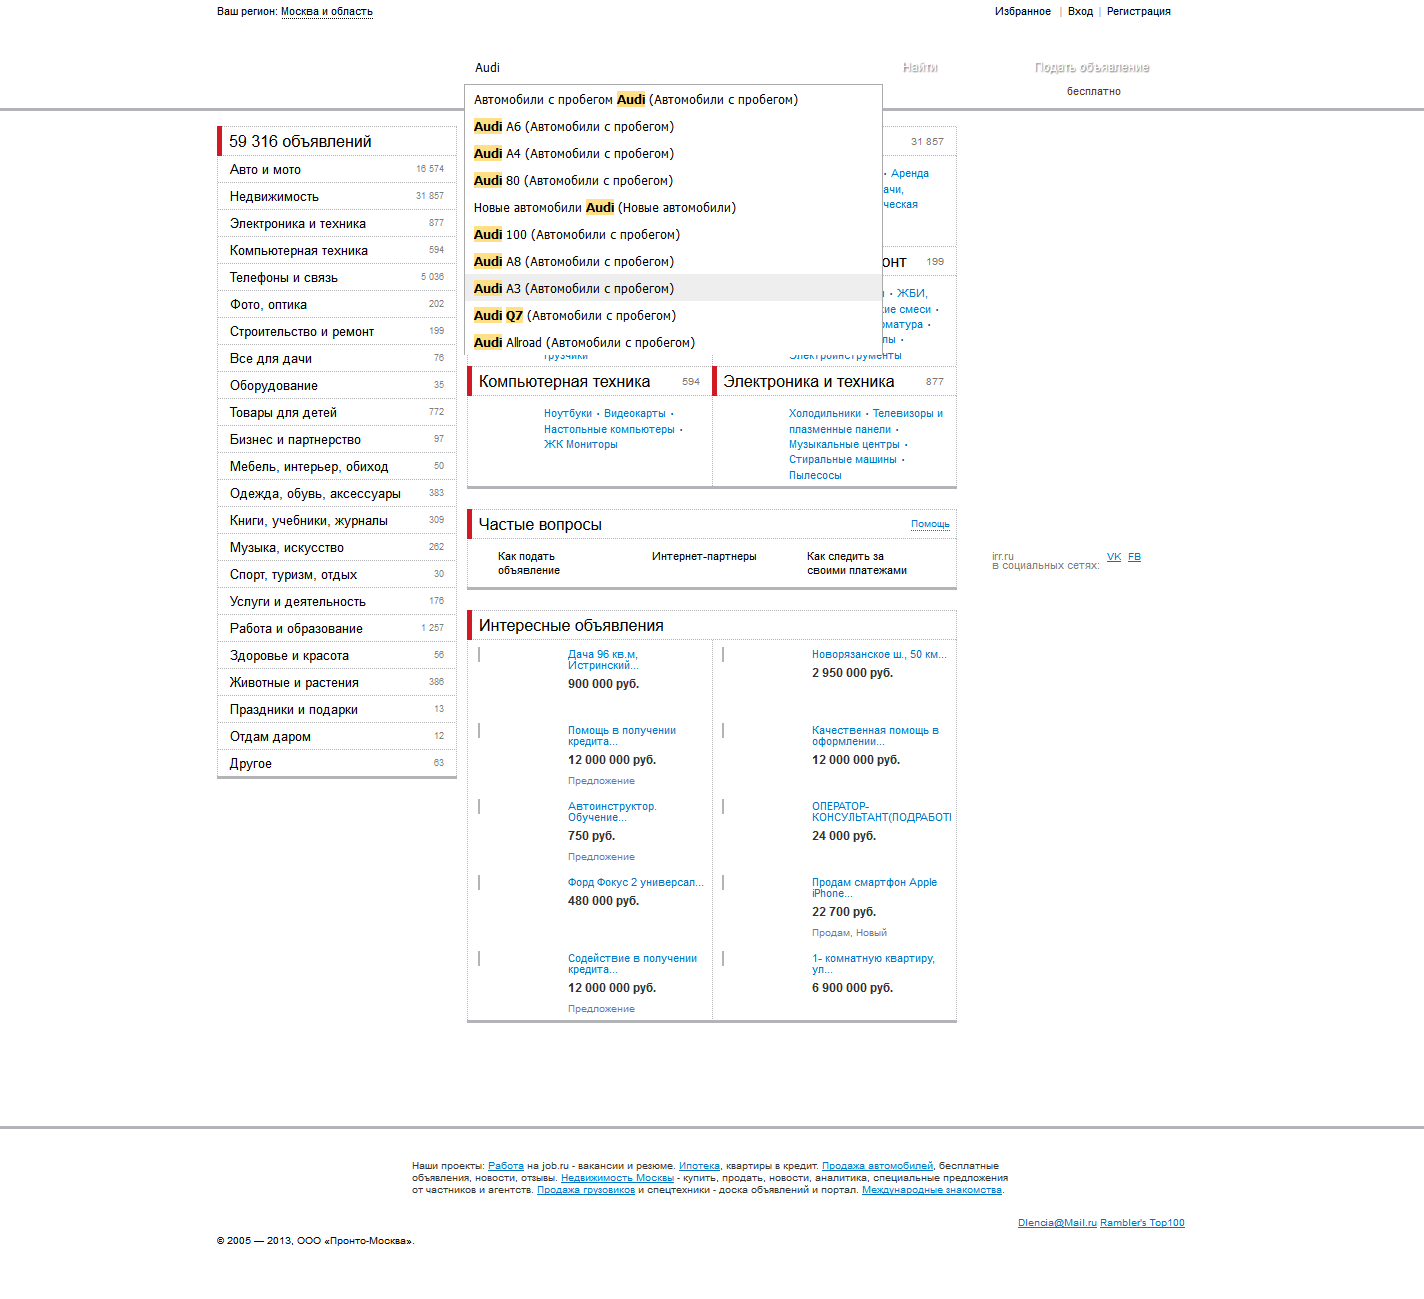 Ваш регион: Москва и область
Избранное | Вход | Регистрация
Audi
Найти
Подать объявление
бесплатно
Автомобили с пробегом Audi (Автомобили с пробегом)
Audi A6 (Автомобили с пробегом)
Audi A4 (Автомобили с пробегом)
Audi 80 (Автомобили с пробегом)
Новые автомобили Audi (Новые автомобили)
Audi 100 (Автомобили с пробегом)
Audi A8 (Автомобили с пробегом)
Audi A3 (Автомобили с пробегом)
Audi Q7 (Автомобили с пробегом)
Audi Allroad (Автомобили с пробегом)
59 316 объявлений
Авто и мото 16 574
Недвижимость 31 857
Электроника и техника 877
Компьютерная техника 594
Телефоны и связь 5 036
Фото, оптика 202
Строительство и ремонт 199
Все для дачи 76
Оборудование 35
Товары для детей 772
Бизнес и партнерство 97
Мебель, интерьер, обиход 50
Одежда, обувь, аксессуары 383
Книги, учебники, журналы 309
Музыка, искусство 262
Спорт, туризм, отдых 30
Услуги и деятельность 176
Работа и образование 1 257
Здоровье и красота 56
Животные и растения 386
Праздники и подарки 13
Отдам даром 12
Другое 63
31 857
· Аренда
ачи,
ческая
онт 199
· ЖБИ,
кие смеси ·
рматура ·
лы ·
Электроинструменты
грузчики
Компьютерная техника 594
Ноутбуки · Видеокарты ·
Настольные компьютеры ·
ЖК Мониторы
Электроника и техника 877
Холодильники · Телевизоры и
плазменные панели ·
Музыкальные центры ·
Стиральные машины ·
Пылесосы
Частые вопросы
Помощь
Как подать
объявление
Интернет-партнеры
Как следить за
своими платежами
irr.ru
в социальных сетях:
VK FB
Интересные объявления
Дача 96 кв.м,
Истринский...
900 000 руб.
Новорязанское ш., 50 км...
2 950 000 руб.
Помощь в получении
кредита...
12 000 000 руб.
Предложение
Качественная помощь в
оформлении...
12 000 000 руб.
Автоинструктор.
Обучение...
750 руб.
Предложение
ОПЕРАТОР-
КОНСУЛЬТАНТ(ПОДРАБОТ
24 000 руб.
Форд Фокус 2 универсал...
480 000 руб.
Продам смартфон Apple
iPhone...
22 700 руб.
Продам, Новый
Содействие в получении
кредита...
12 000 000 руб.
Предложение
1- комнатную квартиру,
ул...
6 900 000 руб.
Наши проекты: Работа на job.ru - вакансии и резюме. Ипотека, квартиры в кредит. Продажа автомобилей, бесплатные
объявления, новости, отзывы. Недвижимость Москвы - купить, продать, новости, аналитика, специальные предложения
от частников и агентств. Продажа грузовиков и спецтехники - доска объявлений и портал. Международные знакомства.
Dlencia@Mail.ru Rambler's Top100
© 2005 — 2013, ООО «Пронто-Москва».